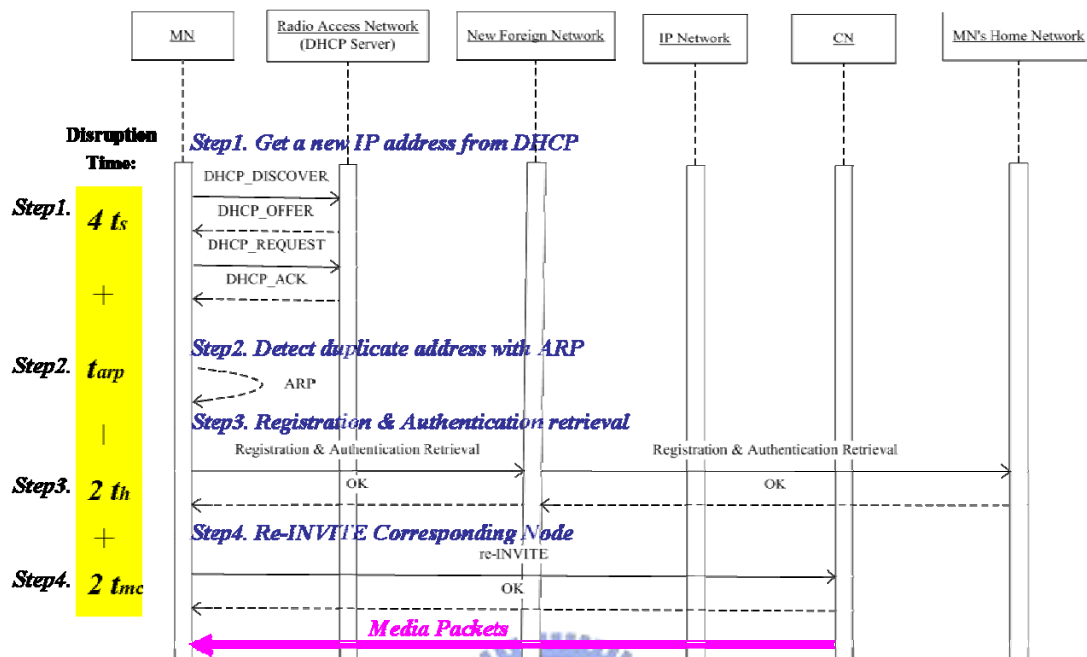 MN
Radio Access Network
(DHCP Server)
New Foreign Network
IP Network
CN
MN's Home Network
Disruption
Time:
Step1. Get a new IP address from DHCP
DHCP_DISCOVER
Step1.
4 ts
DHCP_OFFER
DHCP_REQUEST
DHCP_ACK
+
Step2. Detect duplicate address with ARP
Step2.
tarp
ARP
Step3. Registration & Authentication retrieval
|
Registration & Authentication Retrieval
Registration & Authentication Retrieval
Step3.
2 th
OK
OK
+
Step4. Re-INVITE Corresponding Node
re-INVITE
Step4.
2 tmc
OK
Media Packets